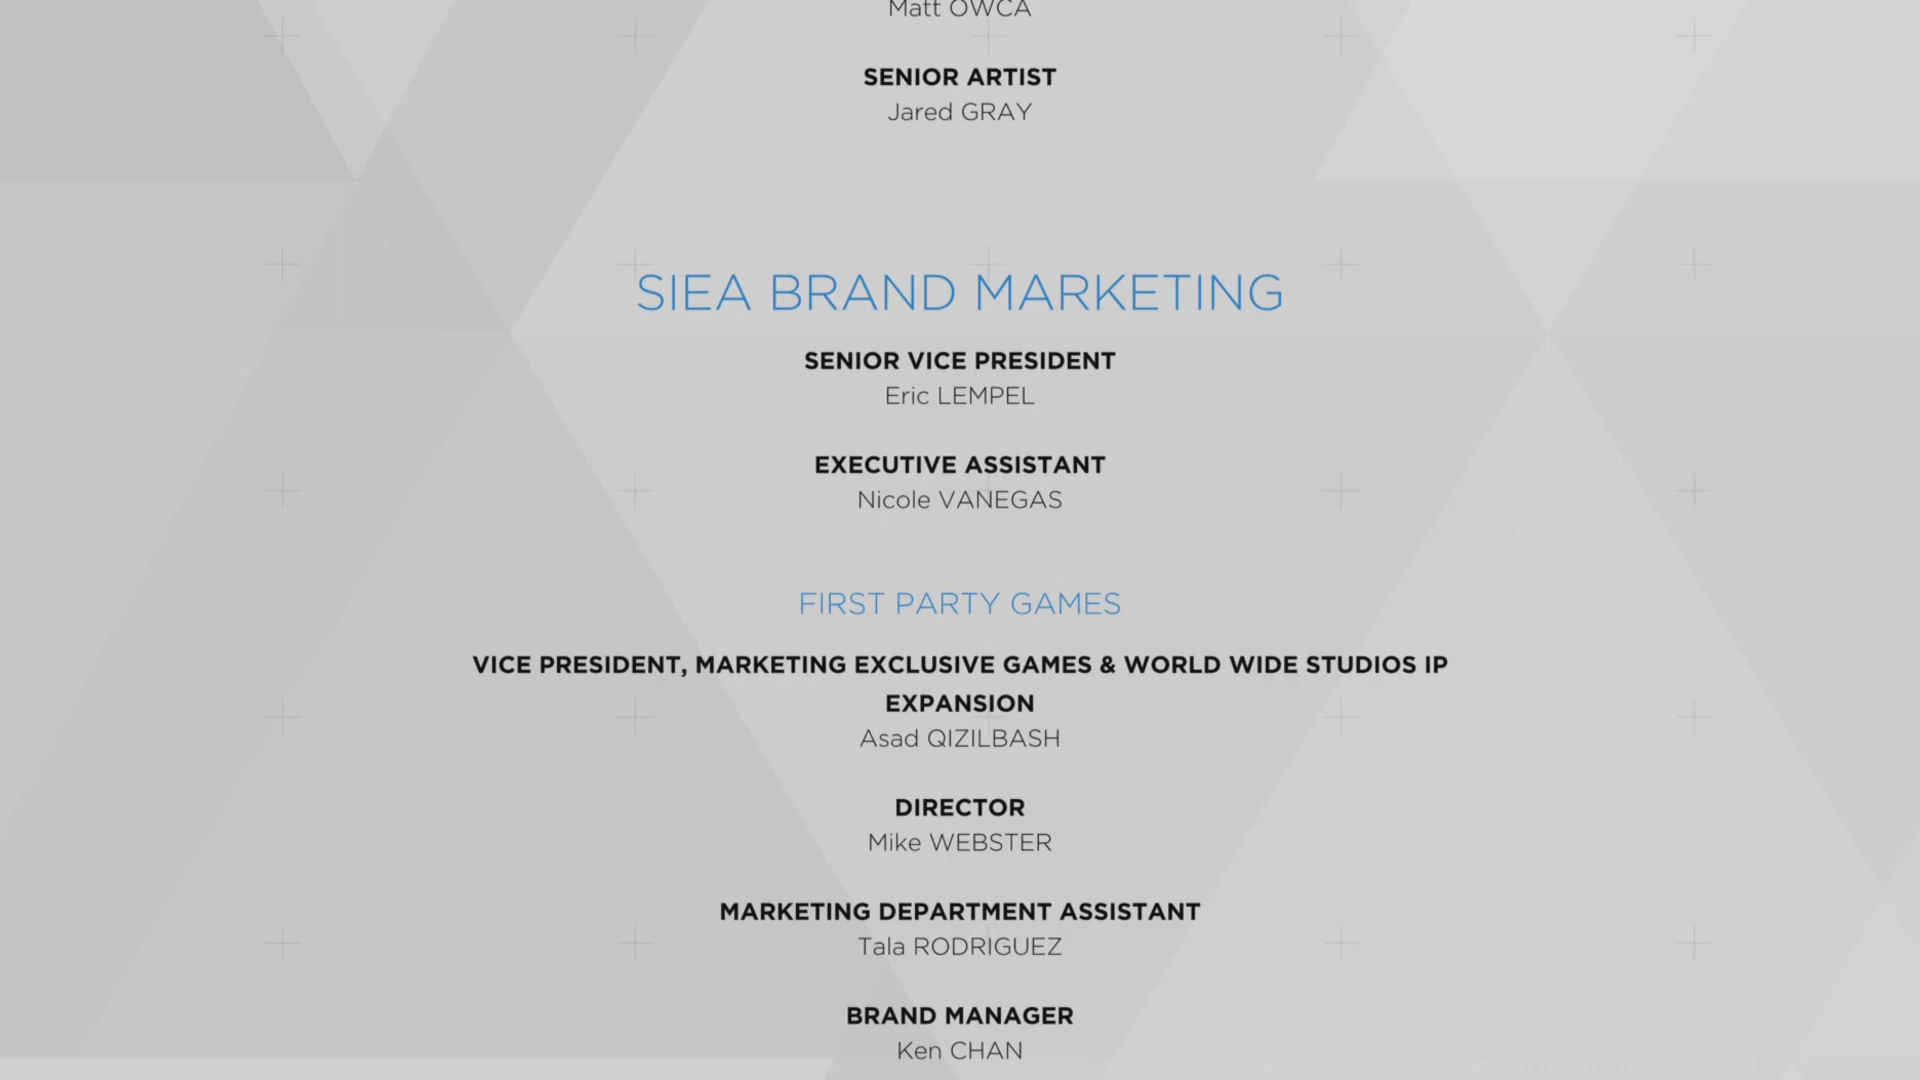 Matt OWCA
SENIOR ARTIST
Jared GRAY
SIEA BRAND MARKETING
SENIOR VICE PRESIDENT
Eric LEMPEL
EXECUTIVE ASSISTANT
Nicole VANEGAS
FIRST PARTY GAMES
VICE PRESIDENT, MARKETING EXCLUSIVE GAMES & WORLD WIDE STUDIOS IP
EXPANSION
Asad QIZILBASH
DIRECTOR
Mike WEBSTER
MARKETING DEPARTMENT ASSISTANT
Tala RODRIGUEZ
BRAND MANAGER
Ken CHAN